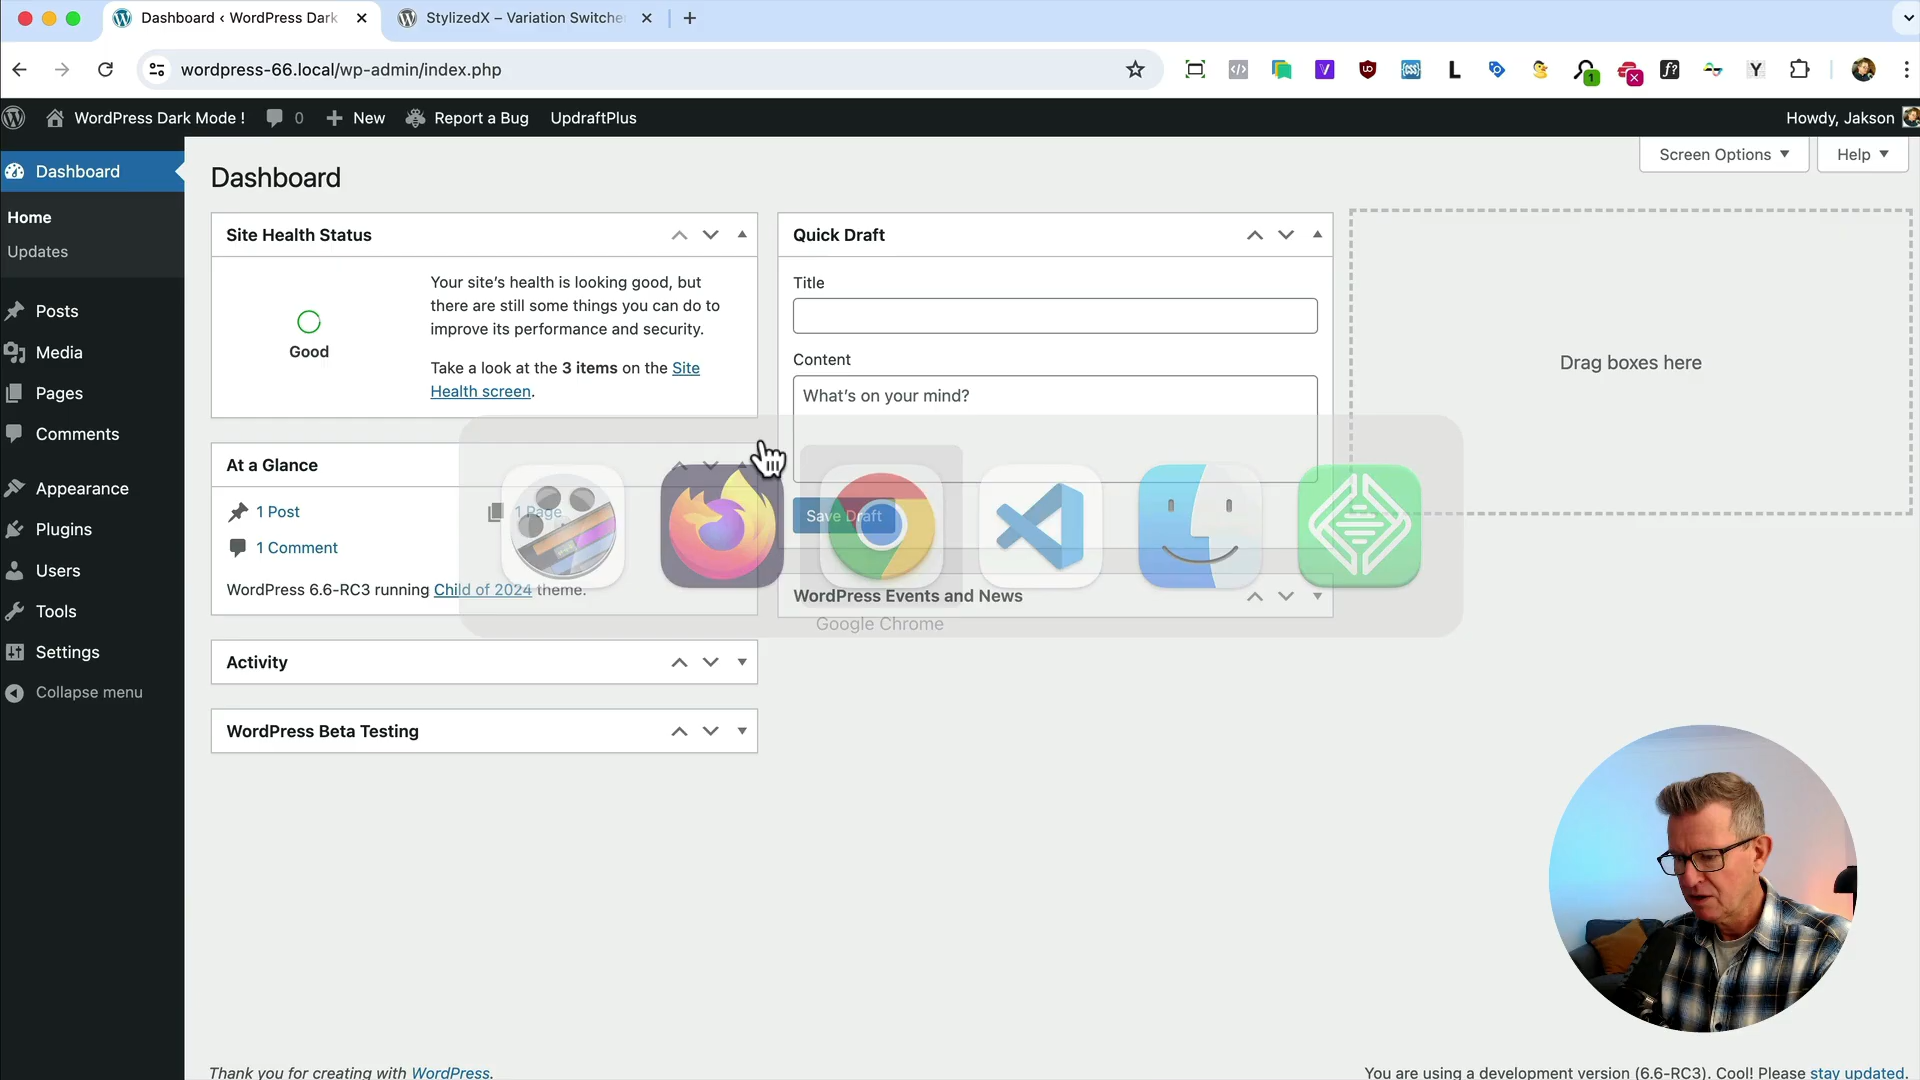 Dashboard ‹ WordPress Dark
StylizedX – Variation Switche
wordpress-66.local/wp-admin/index.php
WordPress Dark Mode !
0
New
Report a Bug
UpdraftPlus
Howdy, Jakson
Dashboard
Home
Updates
Posts
Media
Pages
Comments
Appearance
Plugins
Users
Tools
Settings
Collapse menu
Dashboard
Screen Options
Help
Site Health Status
Good
Your site's health is looking good, but
there are still some things you can do to
improve its performance and security.
Take a look at the 3 items on the Site
Health screen.
At a Glance
1 Post
1 Page
1 Comment
WordPress 6.6-RC3 running Child of 2024 theme.
Activity
WordPress Beta Testing
Quick Draft
Title
Content
What's on your mind?
Save Draft
WordPress Events and News
Google Chrome
Drag boxes here
Thank you for creating with WordPress.
You are using a development version (6.6-RC3). Cool! Please stay updated.